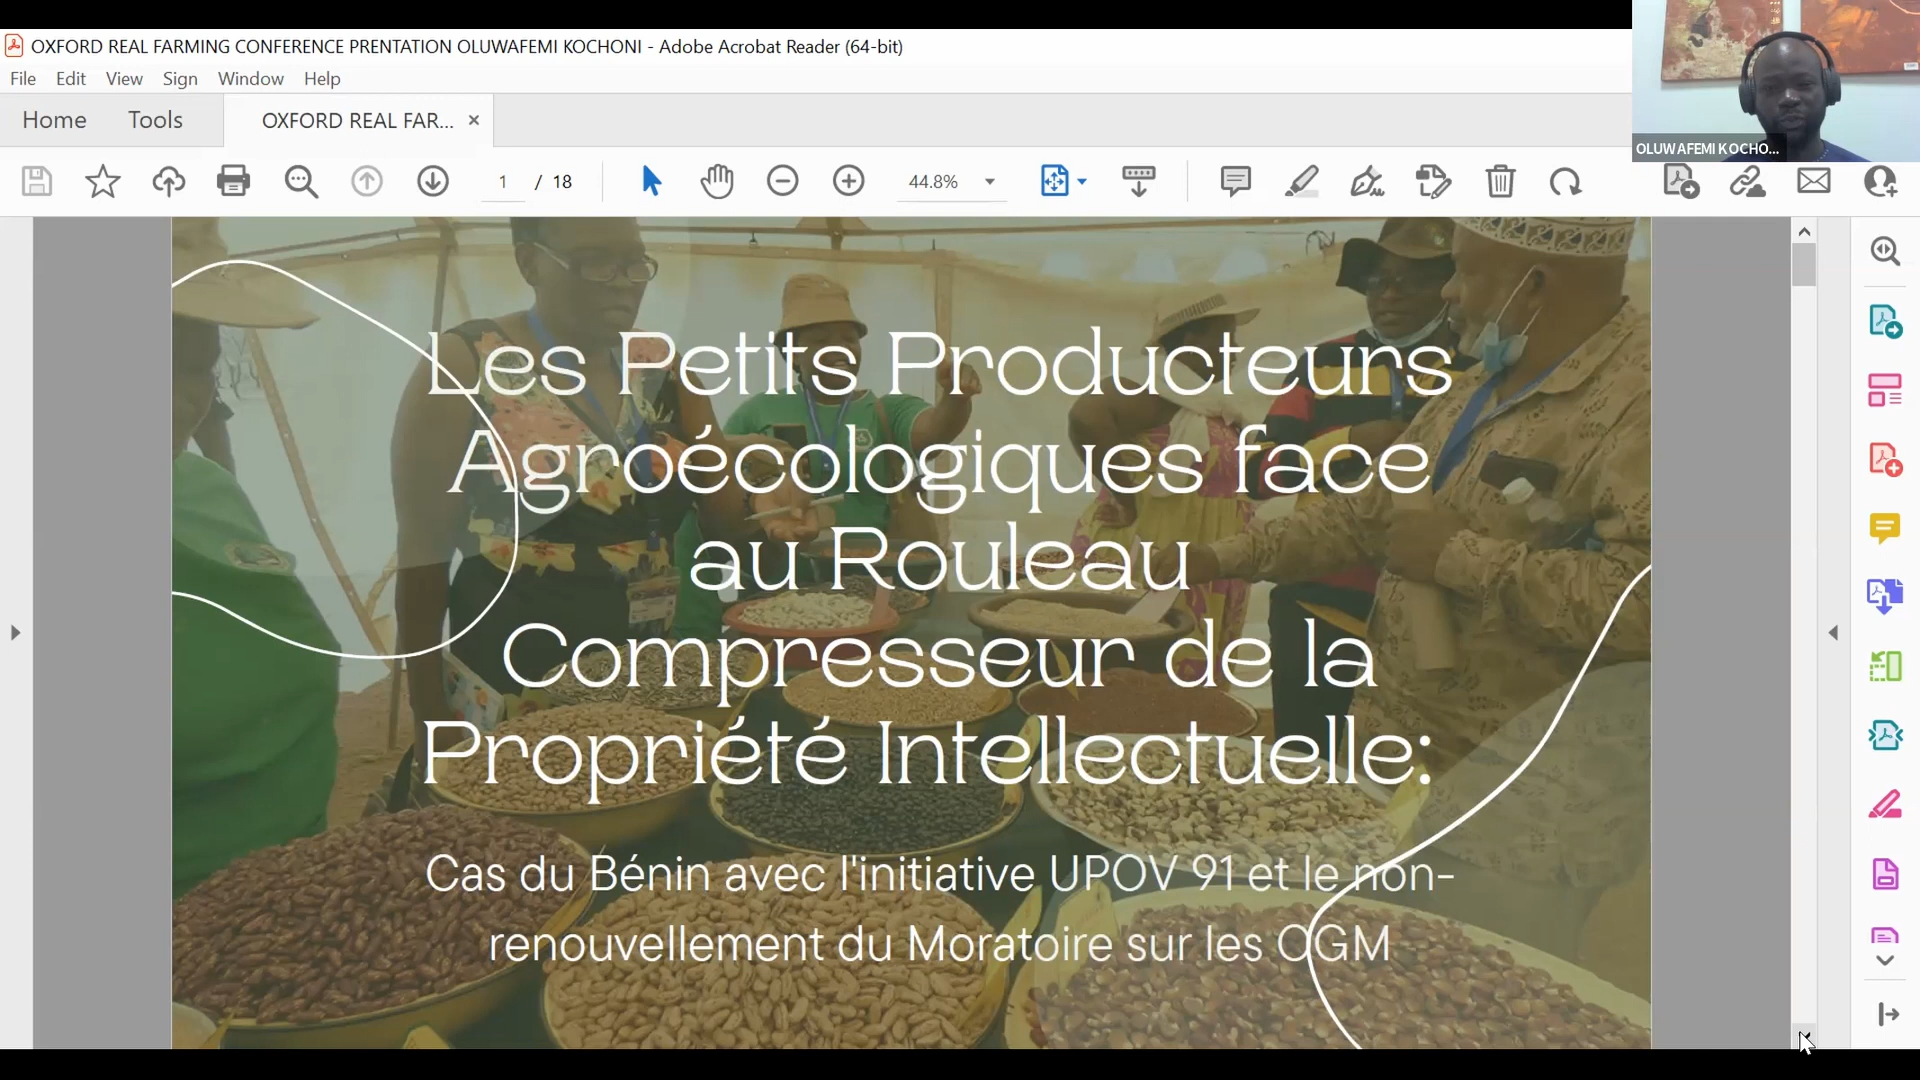 OXFORD REAL FARMING CONFERENCE PRENTATION OLUWAFEMI KOCHONI - Adobe Acrobat Reader (64-bit)
File Edit View Sign Window Help
Home Tools OXFORD REAL FAR...
1 / 18 44.8%
OLUWAFEMI KOCHO...
Les Petits Producteurs
Agroécologiques face
au Rouleau
Compresseur de la
Propriété Intellectuelle:
Cas du Bénin avec l'initiative UPOV 91 et le non-
renouvellement du Moratoire sur les OGM